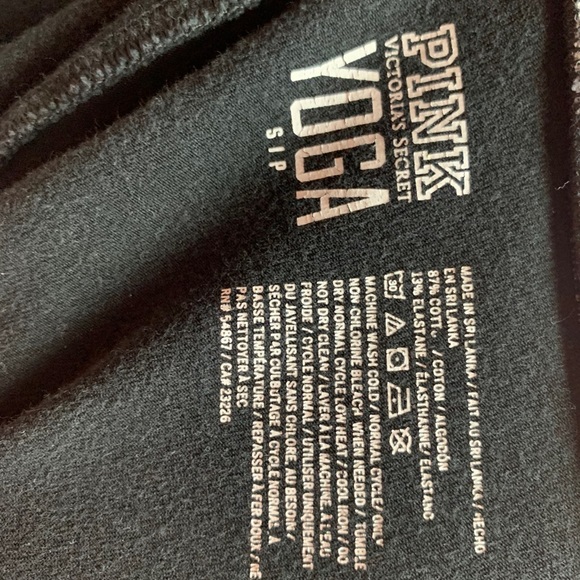 PINK
VICTORIA'S SECRET
YOGA
S I P
MADE IN SRI LANKA / FAIT AU SRI LANKA / HECHO
EN SRI LANKA
87% COTT.. / COTON / ALGODÓN
13% ELASTANE / ÉLASTHANNE / ELASTANO
30
MACHINE WASH COLD / NORMAL CYCLE / ONLY
NON CHLORINE BLEACH WHEN NEEDED / TUMBLE
DRY NORMAL CYCLE LOW HEAT / COOL IRON / DO
NOT DRY CLEAN / LAVER À LA MACHINE À L'EAU
FROIDE / CYCLE NORMAL / UTILISER UNIQUEMENT
DU JAVELLISANT SANS CHLORE AU BESOIN /
SÉCHER PAR CULBUTAGE À CYCLE NORMAL À
BASSE TEMPÉRATURE / REPASSER À FER DOUX / NE
PAS NETTOYER À SEC
RN# 54867 / CA# 23226